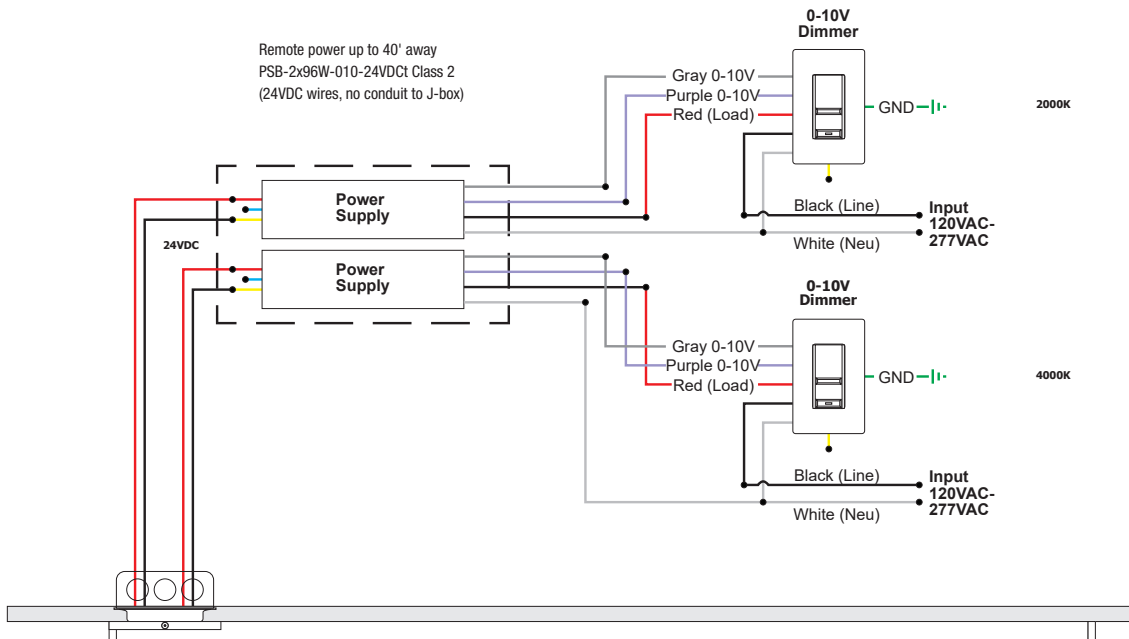 0-10V
Dimmer
Remote power up to 40' away
PSB-2x96W-010-24VDCt Class 2
(24VDC wires, no conduit to J-box)
Gray 0-10V
Purple 0-10V
Red (Load)
GND
2000K
Power
Supply
Black (Line)
White (Neu)
Input
120VAC-
277VAC
24VDC
Power
Supply
0-10V
Dimmer
Gray 0-10V
Purple 0-10V
Red (Load)
GND
4000K
Black (Line)
White (Neu)
Input
120VAC-
277VAC